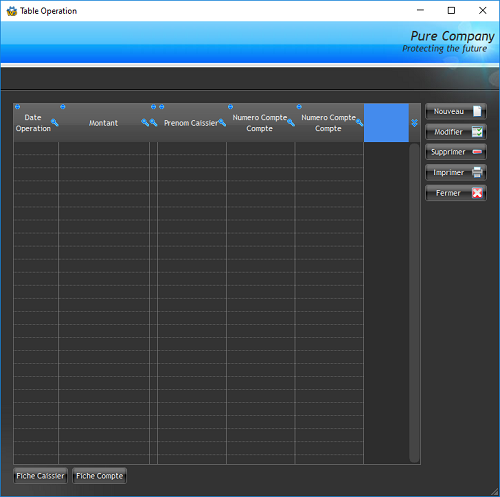 Table Operation
Pure Company
Protecting the future
Date Operation
Montant
Prenom Caissier
Numero Compte Compte
Numero Compte Compte
Nouveau
Modifier
Supprimer
Imprimer
Fermer
Fiche Caissier
Fiche Compte